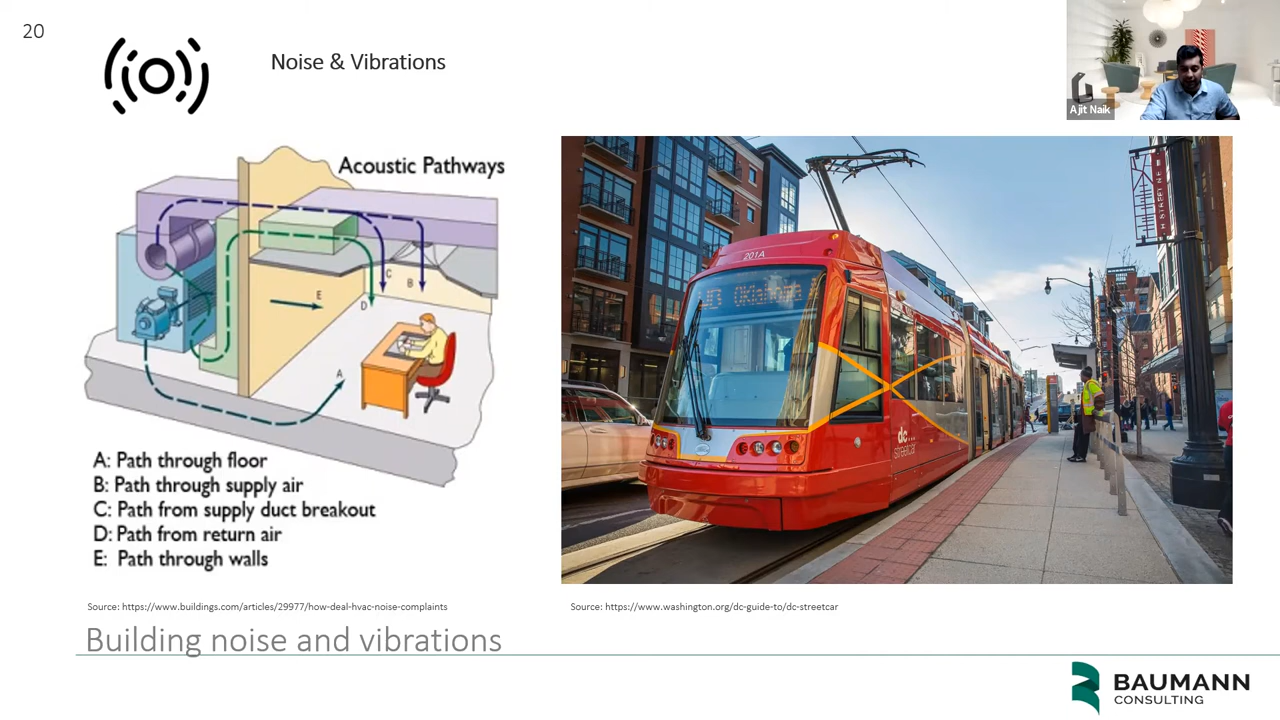 20
Noise & Vibrations
Ajit Naik
Acoustic Pathways
C
B
E
D
A
A: Path through floor
B: Path through supply air
C: Path from supply duct breakout
D: Path from return air
E: Path through walls
201A
Oklahoma
dc
streetcar
H STREET NE
Source: https://www.buildings.com/articles/29977/how-deal-hvac-noise-complaints
Source: https://www.washington.org/dc-guide-to/dc-streetcar
Building noise and vibrations
BAUMANN
CONSULTING